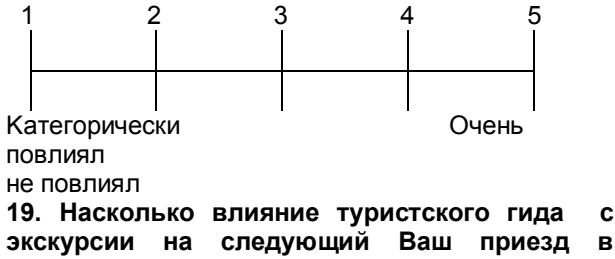 1 2 3 4 5
Категорически Очень
повлиял
не повлиял
19. Насколько влияние туристского гида с
экскурсии на следующий Ваш приезд в